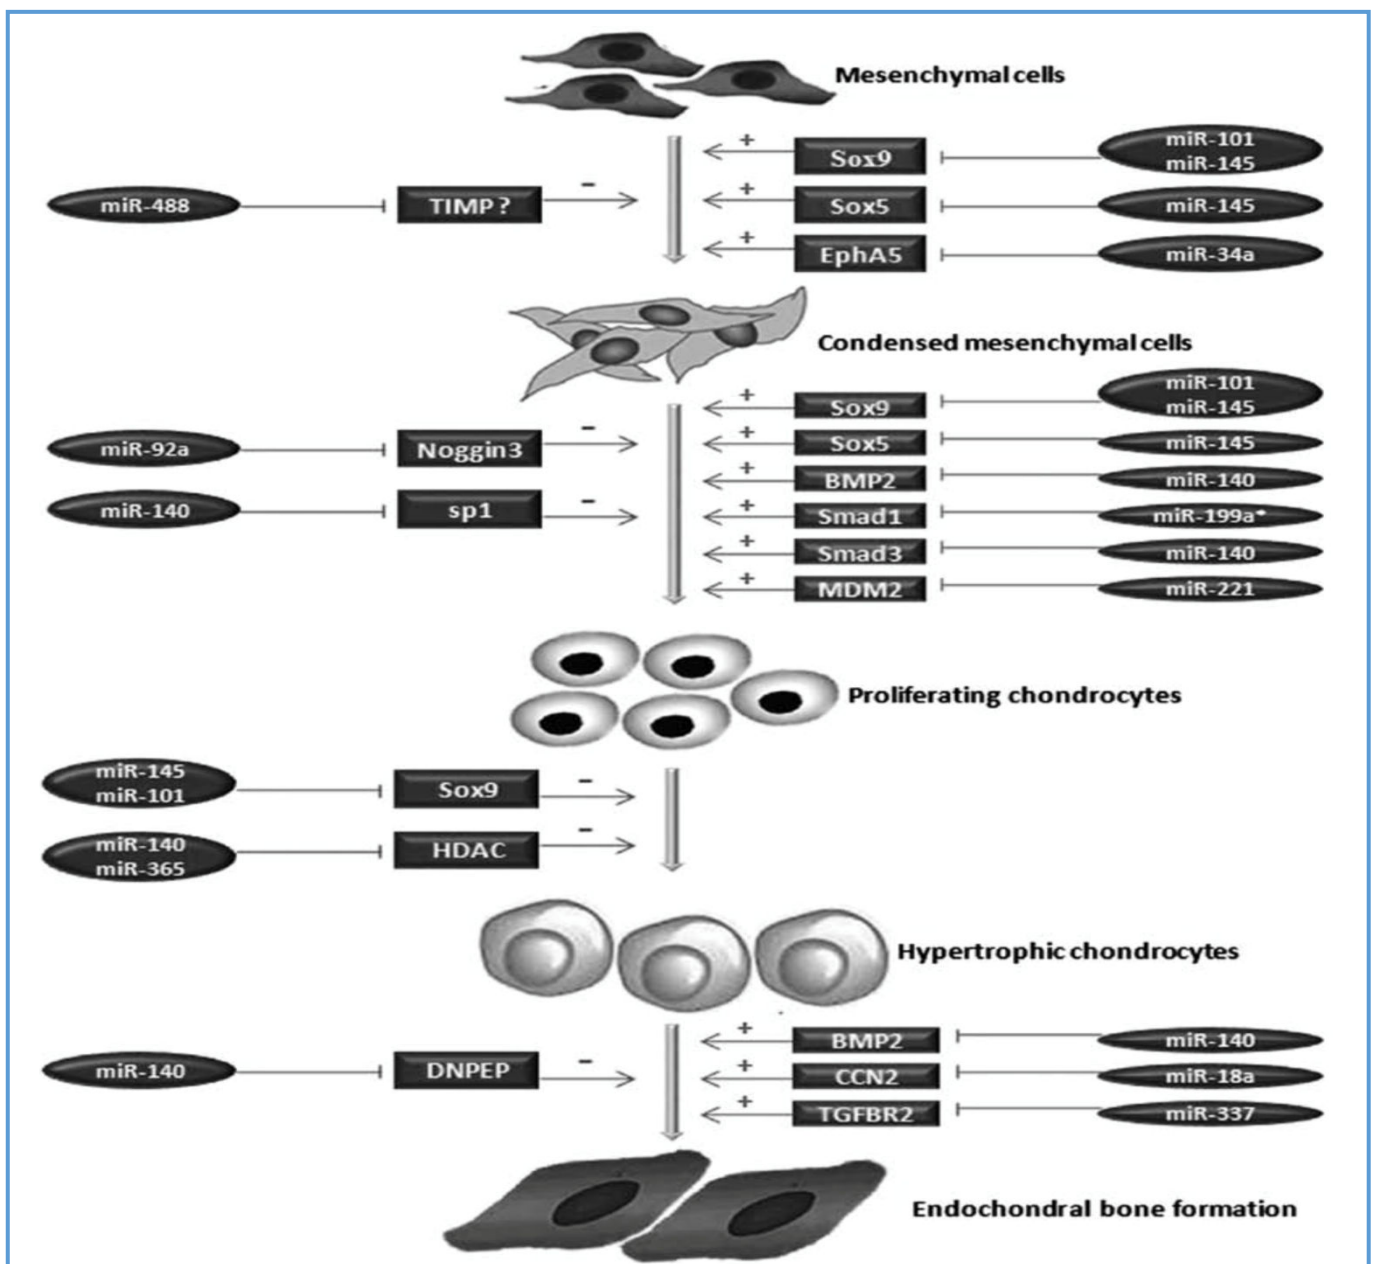 Mesenchymal cells
+
Sox9
miR-101
miR-145
miR-488
TIMP?
-
+
Sox5
miR-145
+
EphA5
miR-34a
Condensed mesenchymal cells
+
Sox9
miR-101
miR-145
miR-92a
Noggin3
-
+
Sox5
miR-145
+
BMP2
miR-140
miR-140
sp1
-
+
Smad1
miR-199a*
+
Smad3
miR-140
+
MDM2
miR-221
Proliferating chondrocytes
miR-145
miR-101
Sox9
-
miR-140
miR-365
HDAC
-
Hypertrophic chondrocytes
+
BMP2
miR-140
miR-140
DNPEP
-
+
CCN2
miR-18a
+
TGFBR2
miR-337
Endochondral bone formation